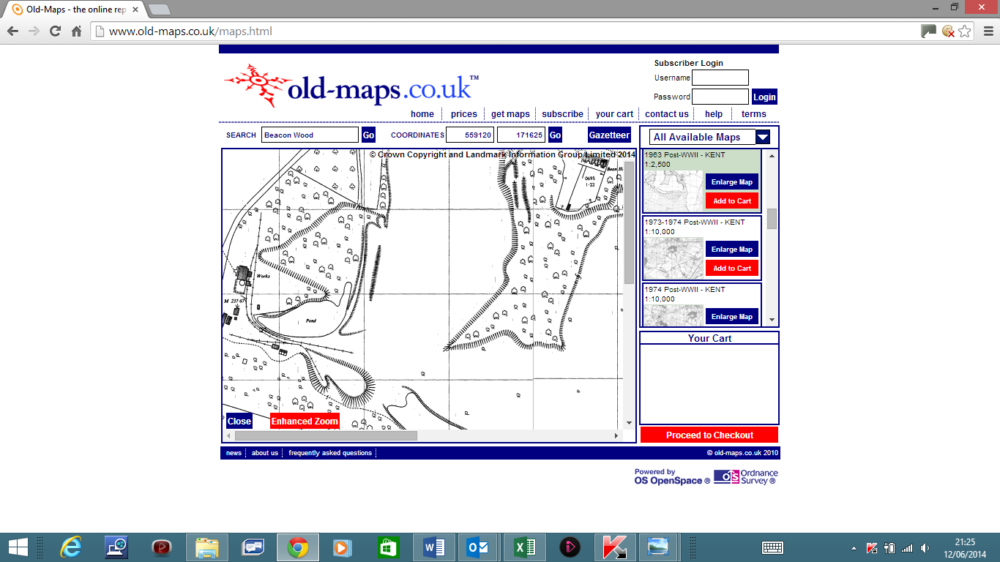 Old-Maps - the online rep
www.old-maps.co.uk/maps.html
Subscriber Login
Username
Password
Login
old-maps.co.uk™
home prices get maps subscribe your cart contact us help terms
SEARCH Beacon Wood Go COORDINATES 559120 171625 Go Gazetteer
All Available Maps
© Crown Copyright and Landmark Information Group Limited 2014
0695
1·22
Works
Pond
Close
Enhanced Zoom
1963 Post-WWII - KENT
1:2,500
Enlarge Map
Add to Cart
1973-1974 Post-WWII - KENT
1:10,000
Enlarge Map
Add to Cart
1974 Post-WWII - KENT
1:10,000
Enlarge Map
Your Cart
Proceed to Checkout
news about us frequently asked questions
© old-maps.co.uk 2010
Powered by
OS OpenSpace ®
Ordnance
Survey ®
21:25
12/06/2014